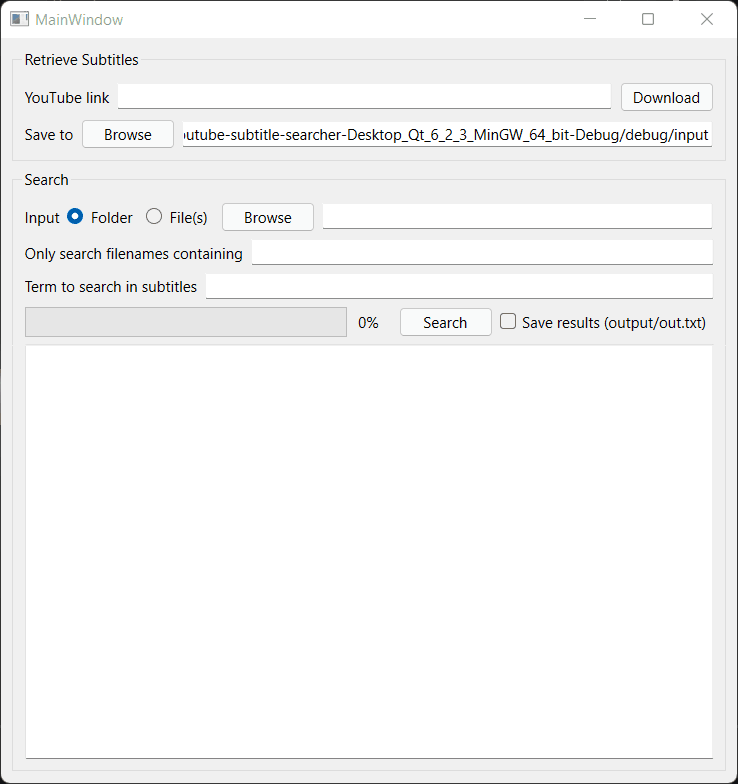 MainWindow
Retrieve Subtitles
YouTube link Download
Save to Browse outube-subtitle-searcher-Desktop_Qt_6_2_3_MinGW_64_bit-Debug/debug/input
Search
Input Folder File(s) Browse
Only search filenames containing
Term to search in subtitles
0% Search Save results (output/out.txt)